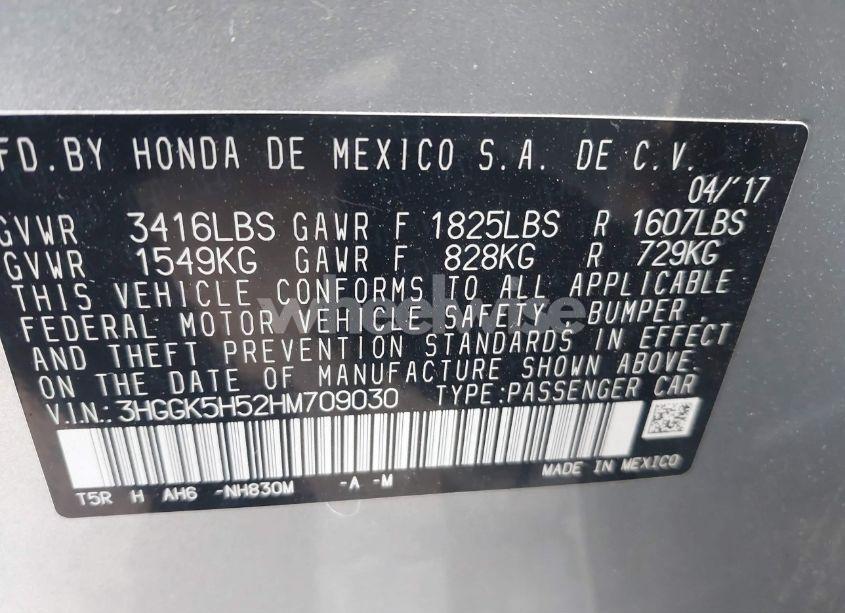 FD.BY HONDA DE MEXICO S.A. DE C.V.
04/'17
GVWR 3416LBS GAWR F 1825LBS R 1607LBS
GVWR 1549KG GAWR F 828KG R 729KG
THIS VEHICLE CONFORMS TO ALL APPLICABLE
FEDERAL MOTOR VEHICLE SAFETY, BUMPER,
AND THEFT PREVENTION STANDARDS IN EFFECT
ON THE DATE OF MANUFACTURE SHOWN ABOVE.
V.I.N.: 3HGGK5H52HM709030 TYPE:PASSENGER CAR
MADE IN MEXICO
T5R H AH6 -NH830M -A -M
wheelwise